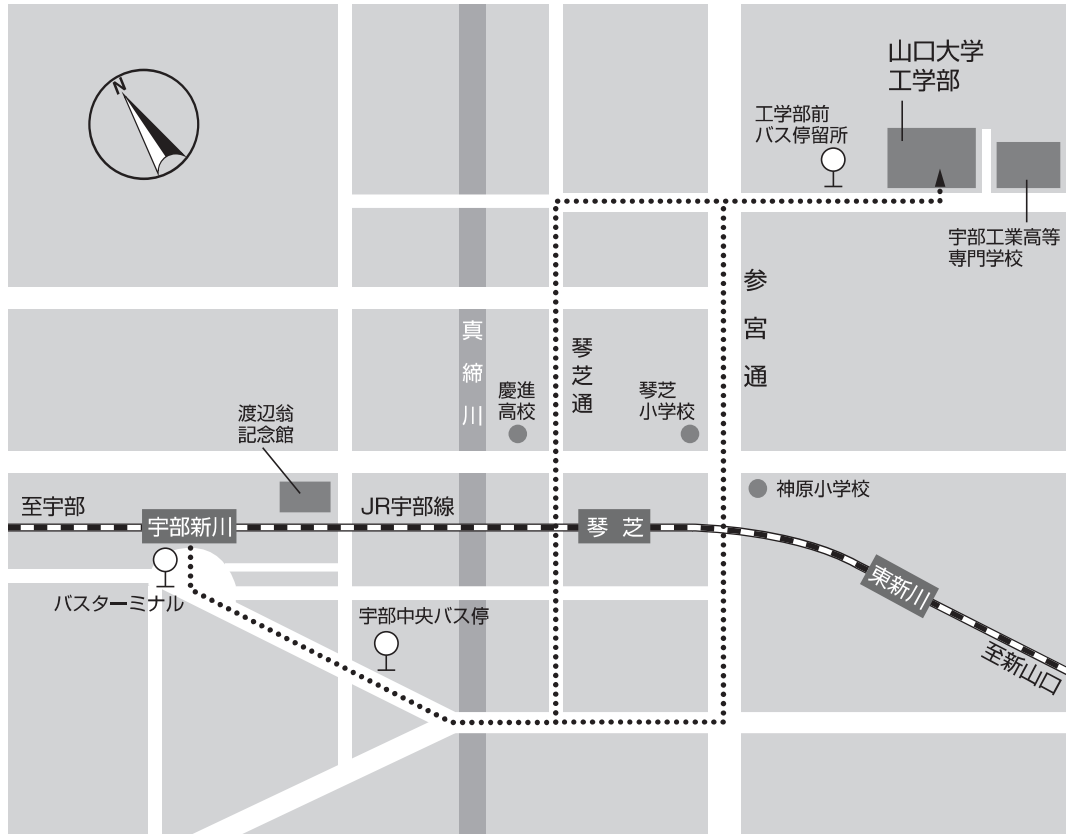 N
山口大学
工学部
工学部前
バス停留所
宇部工業高等
専門学校
参宮通
真締川
琴芝通
慶進
高校
琴芝
小学校
渡辺翁
記念館
神原小学校
至宇部
JR宇部線
宇部新川
琴芝
東新川
バスターミナル
宇部中央バス停
至新山口